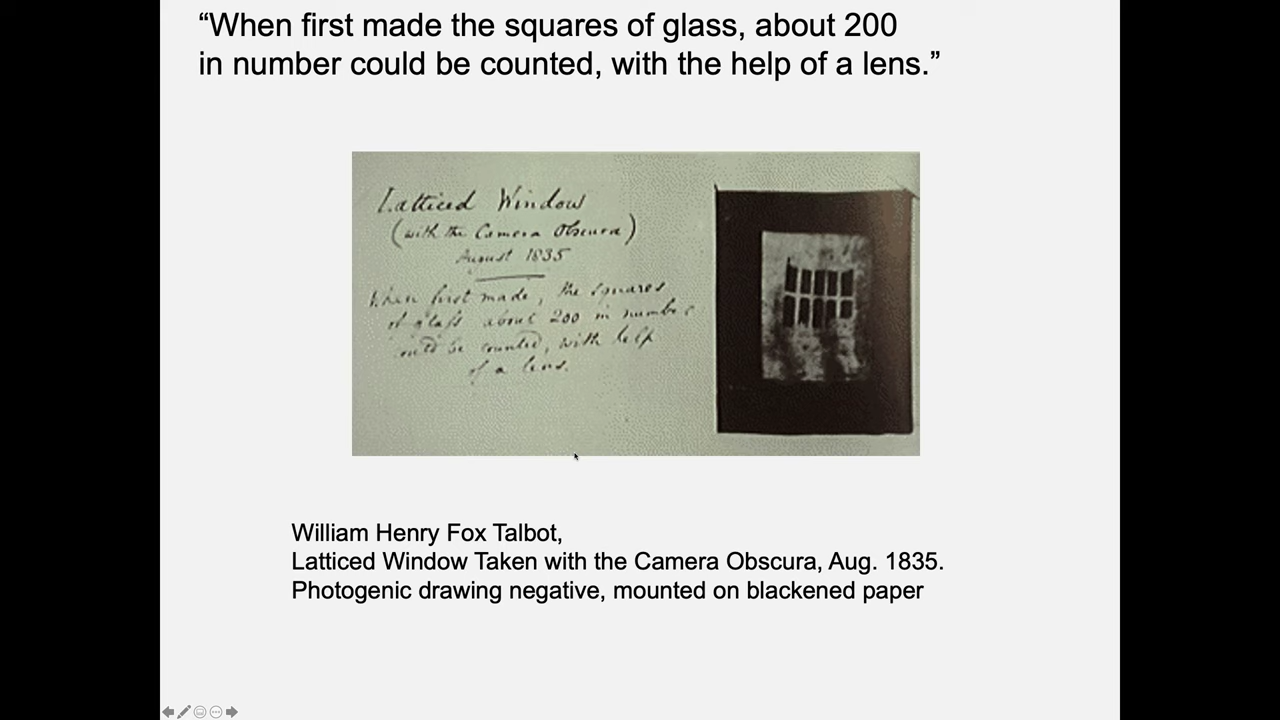 “When first made the squares of glass, about 200
in number could be counted, with the help of a lens.”
Latticed Window
(with the Camera Obscura)
August 1835
When first made, the squares
of glass about 200 in number
could be counted, with help
of a lens.
William Henry Fox Talbot,
Latticed Window Taken with the Camera Obscura, Aug. 1835.
Photogenic drawing negative, mounted on blackened paper